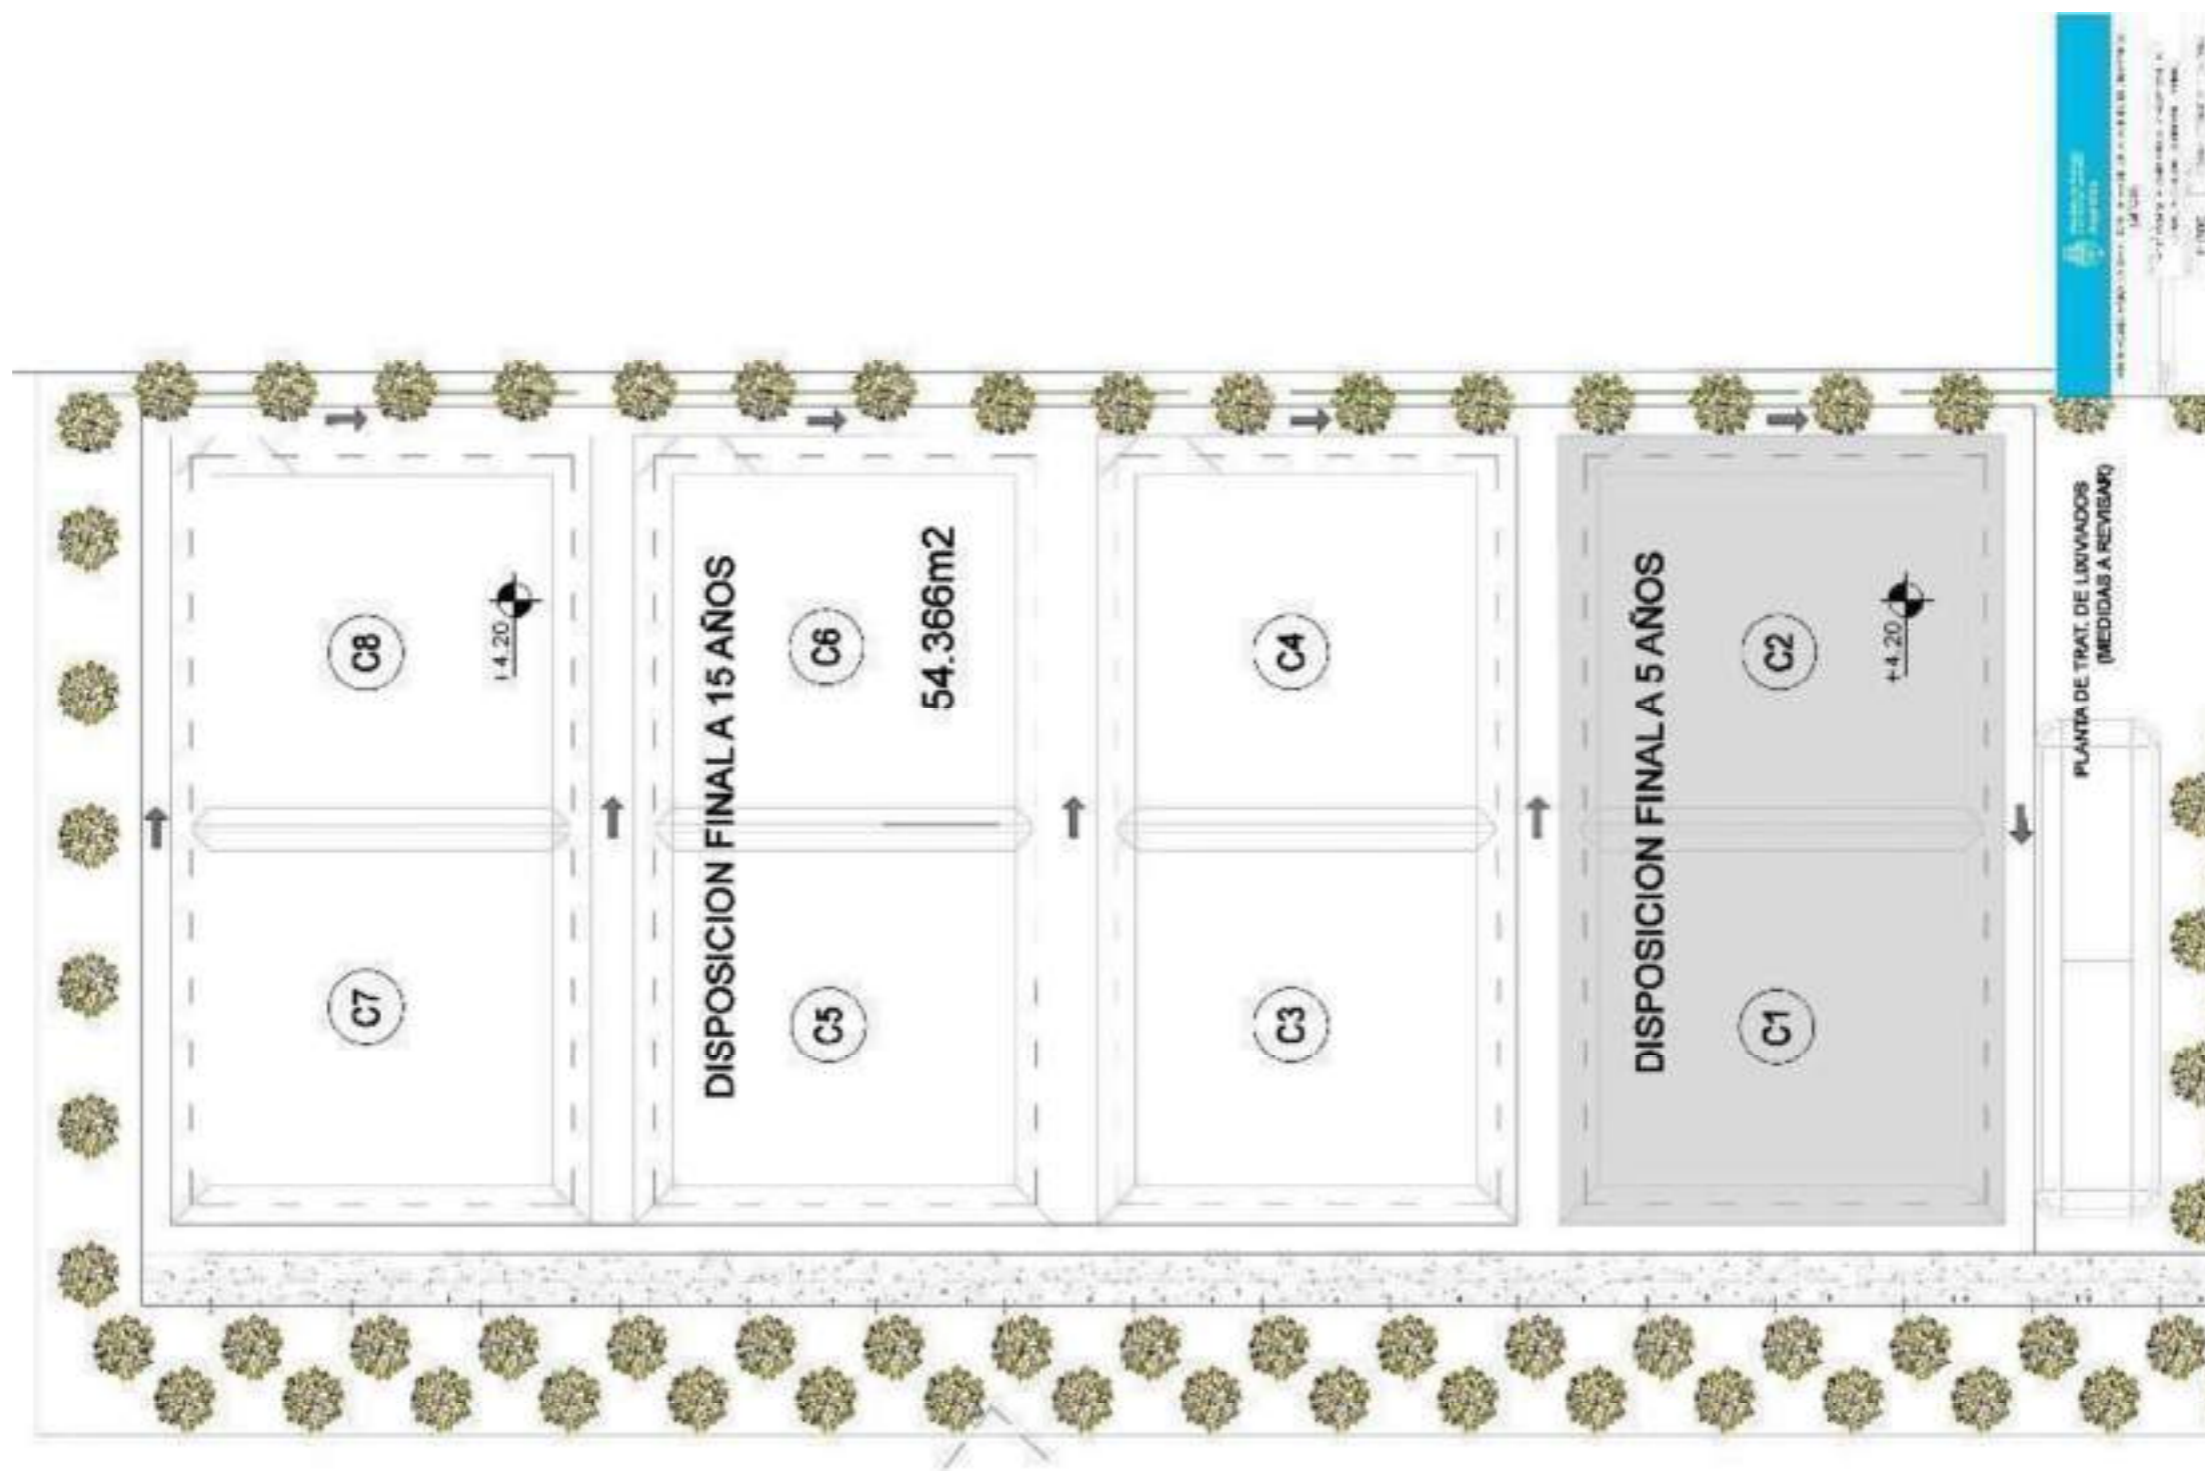 C8
+4.20
C7
DISPOSICION FINAL A 15 AÑOS
C6
54.366m2
C5
C4
C3
DISPOSICION FINAL A 5 AÑOS
C2
+4.20
C1
PLANTA DE TRAT. DE LIXIVIADOS
(MEDIDAS A REVISAR)